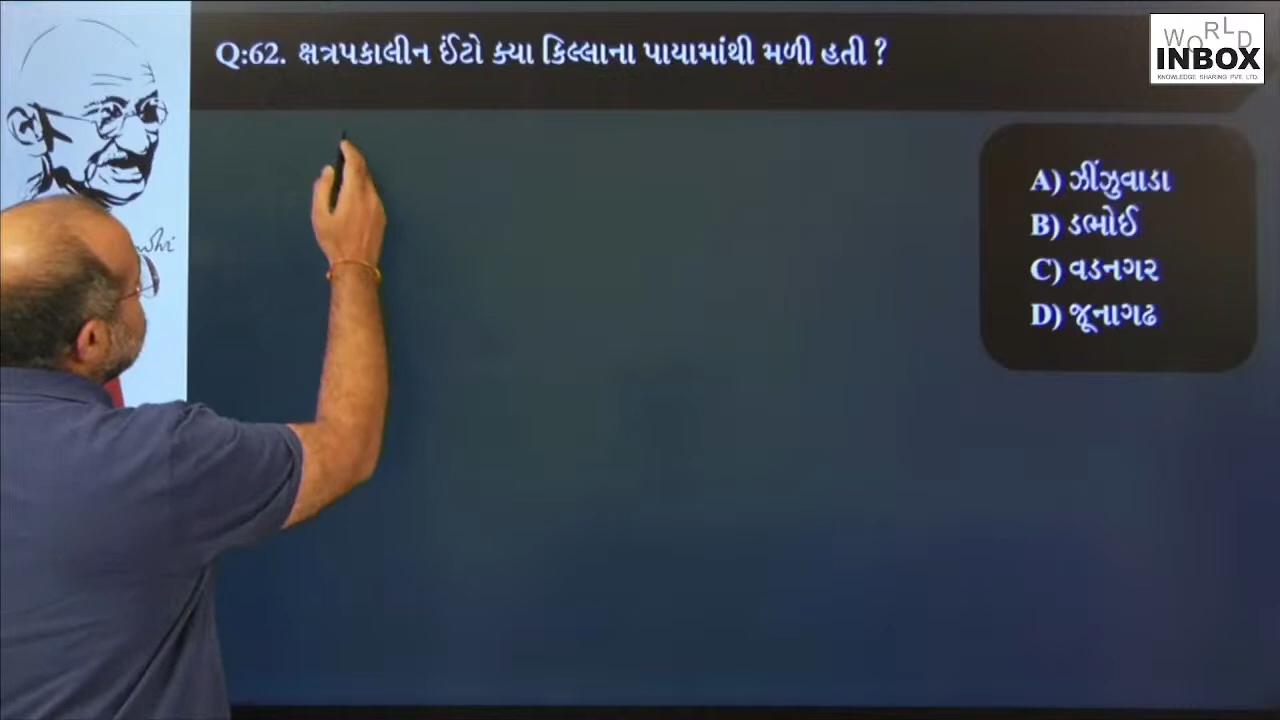 Q:62. ક્ષત્રપકાલીન ઈંટો ક્યા કિલ્લાના પાયામાંથી મળી હતી ?
WORLD
INBOX
KNOWLEDGE SHARING PVT. LTD.
A) ઝીંઝુવાડા
B) ડભોઈ
C) વડનગર
D) જૂનાગઢ